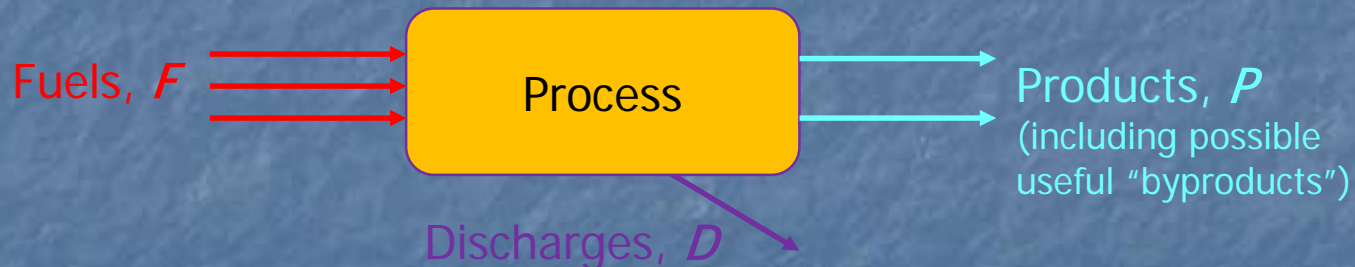 Fuels, F
Process
Products, P
(including possible
useful “byproducts”)
Discharges, D